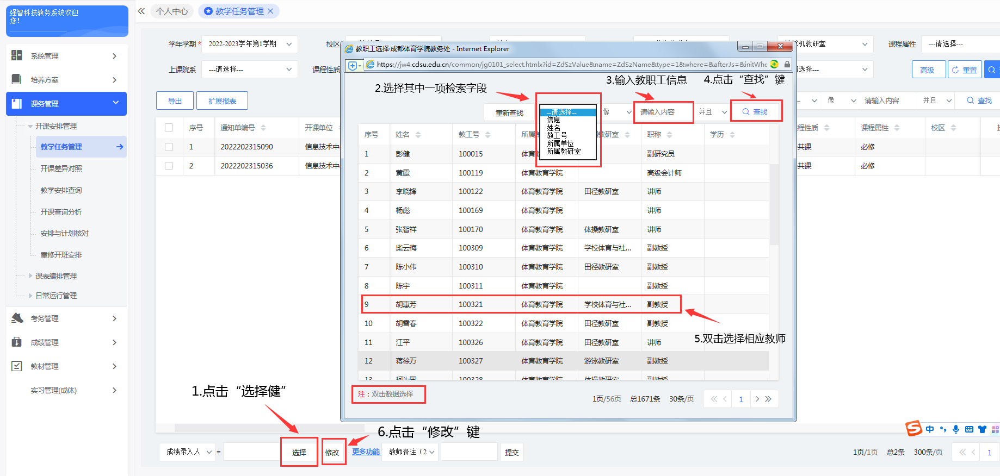 强智科技教务系统欢迎
您!
系统管理
培养方案
课务管理
开课安排管理
教学任务管理
开课差异对照
教学安排查询
开课查询分析
安排与计划核对
重修开班安排
课表编排管理
日常运行管理
考务管理
成绩管理
教材管理
实习管理(成体)
个人中心 教学任务管理
学年学期* 2022-2023学年第1学期 校区 机教研室 课程属性 ---请选择---
上课院系 ---请选择--- 课程性质 选择--- 高级 重置
导出 扩展报表
像 请输入内容 并且 查找
序号 通知单编号 开课单位 程性质 课程属性 校区
1 2022202315090 信息技术中 共课 必修
2 2022202315036 信息技术中 共课 必修
教职工选择·成都体育学院教务处 - Internet Explorer
https://jw4.cdsu.edu.cn/common/jg0101_select.htmlx?id=ZdSzValue&name=ZdSzName&type=1&where=&afterJs=&initWhe
2.选择其中一项检索字段
3.输入教职工信息
4.点击“查找”键
重新查找 --请选择-- 像 请输入内容 并且 查找
信息
姓名
教工号
所属单位
所属教研室
序号 姓名 教工号 所属 教研室 职称 学历
1 彭健 100015 体育教 副研究员
2 黄霞 100119 体育教育学院 高级会计师
3 李晓锋 100122 体育教育学院 田径教研室 讲师
4 杨彪 100169 体育教育学院 讲师
5 张智祥 100170 体育教育学院 体操教研室 讲师
6 柴云梅 100309 体育教育学院 学校体育与社... 副教授
7 陈小伟 100310 体育教育学院 田径教研室 副教授
8 陈宇 100311 体育教育学院 副教授
9 胡惠芳 100321 体育教育学院 学校体育与社... 副教授
10 胡雪春 100322 体育教育学院 田径教研室 副教授
11 江平 100326 体育教育学院 田径教研室 讲师
12 蒋徐万 100327 体育教育学院 游泳教研室 副教授
13 100328 体育教育学院 体操教研室 副教授
5.双击选择相应教师
注：双击数据选择
1页/56页 总1671条 30条/页 1
1.点击“选择健”
6.点击“修改”键
成绩录入人 = 选择 修改 更多功能 教师备注（2 提交
中
1页/1页 总2条 300条/页 1